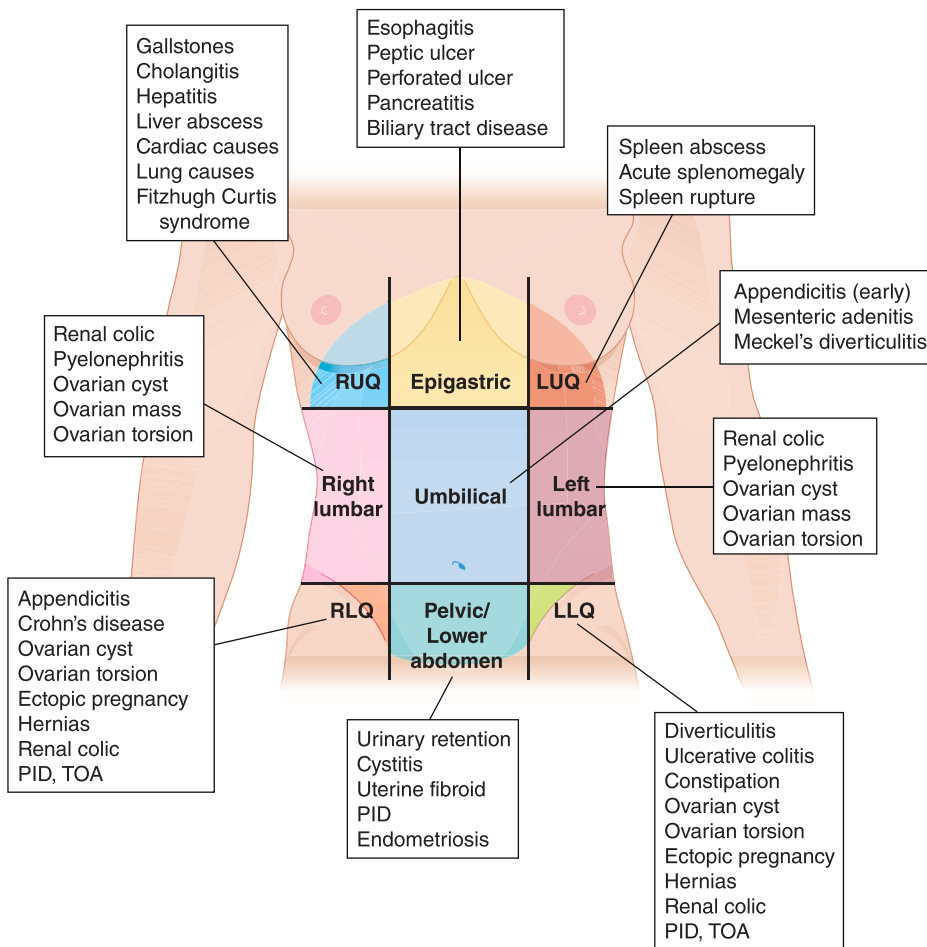 Esophagitis
Peptic ulcer
Perforated ulcer
Pancreatitis
Biliary tract disease
Gallstones
Cholangitis
Hepatitis
Liver abscess
Cardiac causes
Lung causes
Fitzhugh Curtis
syndrome
Spleen abscess
Acute splenomegaly
Spleen rupture
Appendicitis (early)
Mesenteric adenitis
Meckel's diverticulitis
Renal colic
Pyelonephritis
Ovarian cyst
Ovarian mass
Ovarian torsion
RUQ
Epigastric
LUQ
Right
lumbar
Umbilical
Left
lumbar
Renal colic
Pyelonephritis
Ovarian cyst
Ovarian mass
Ovarian torsion
RLQ
Pelvic/
Lower
abdomen
LLQ
Appendicitis
Crohn's disease
Ovarian cyst
Ovarian torsion
Ectopic pregnancy
Hernias
Renal colic
PID, TOA
Urinary retention
Cystitis
Uterine fibroid
PID
Endometriosis
Diverticulitis
Ulcerative colitis
Constipation
Ovarian cyst
Ovarian torsion
Ectopic pregnancy
Hernias
Renal colic
PID, TOA